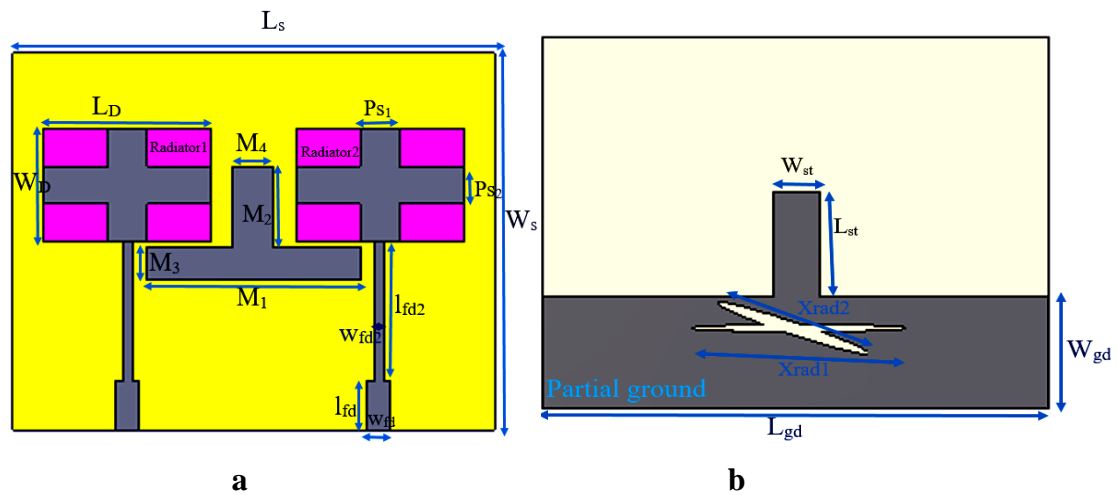 Ls
LD
Ps1
Radiator1
Radiator2
M4
WD
Ps2
M2
Ws
M3
M1
lfd2
wfd2
lfd
wfd
a
Wst
Lst
Xrad2
Xrad1
Wgd
Partial ground
Lgd
b